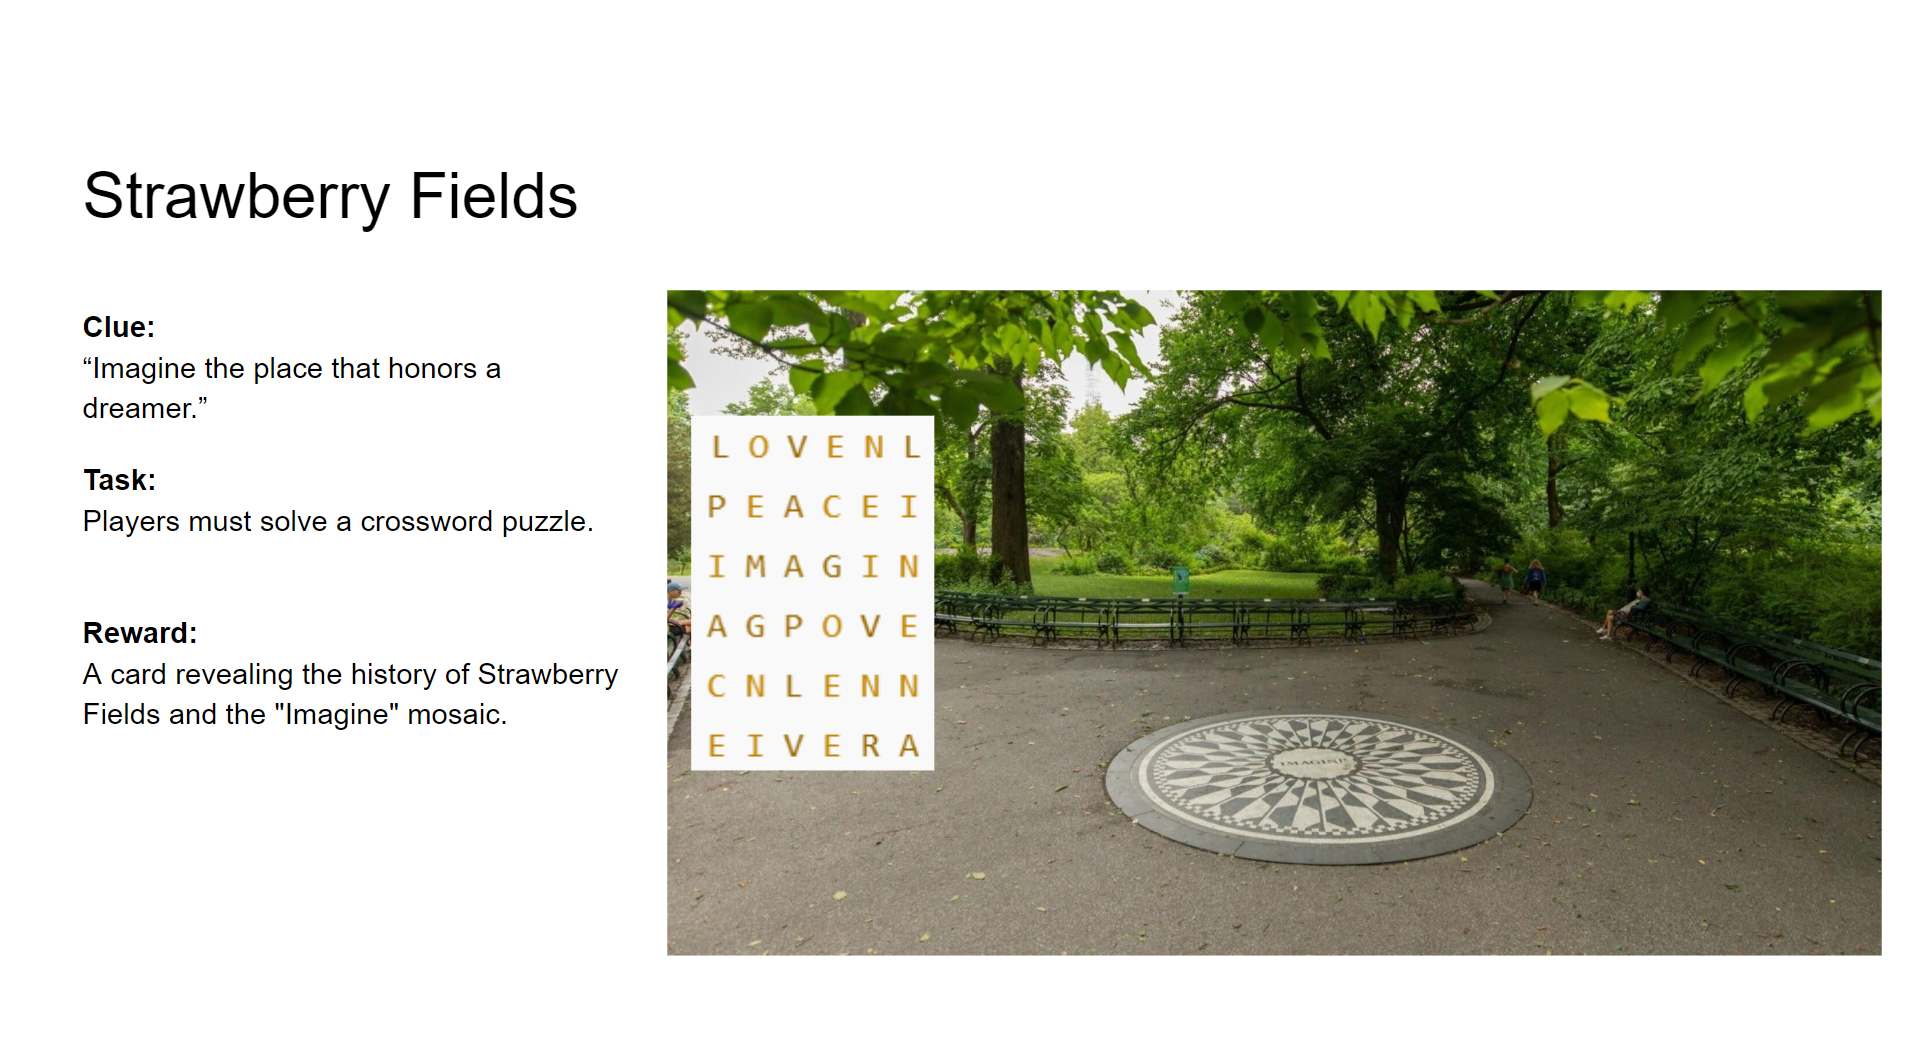 Strawberry Fields
Clue:
“Imagine the place that honors a
dreamer.”
Task:
Players must solve a crossword puzzle.
Reward:
A card revealing the history of Strawberry
Fields and the "Imagine" mosaic.
L O V E N L
P E A C E I
I M A G I N
A G P O V E
C N L E N N
E I V E R A
IMAGINE